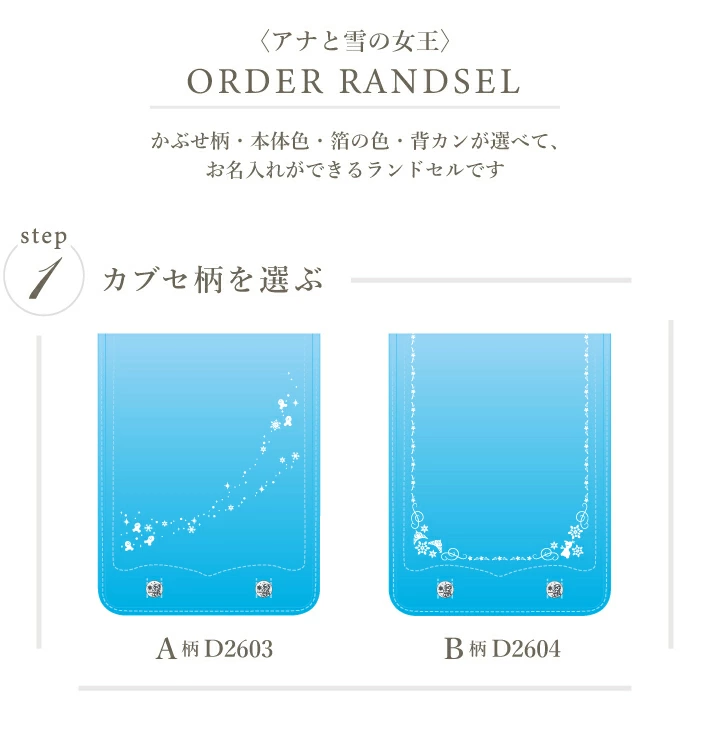 〈アナと雪の女王〉
ORDER RANDSEL
かぶせ柄・本体色・箔の色・背カンが選べて、
お名入れができるランドセルです
step
1
カブセ柄を選ぶ
A柄 D2603
B柄 D2604